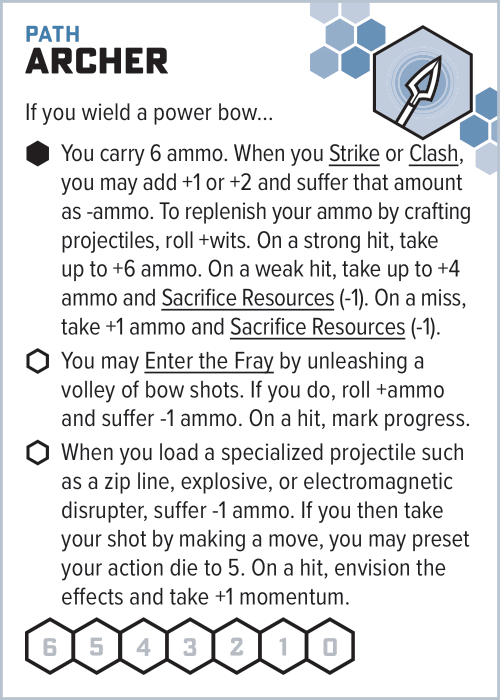 PATH
ARCHER
If you wield a power bow...
You carry 6 ammo. When you Strike or Clash,
you may add +1 or +2 and suffer that amount
as -ammo. To replenish your ammo by crafting
projectiles, roll +wits. On a strong hit, take
up to +6 ammo. On a weak hit, take up to +4
ammo and Sacrifice Resources (-1). On a miss,
take +1 ammo and Sacrifice Resources (-1).
You may Enter the Fray by unleashing a
volley of bow shots. If you do, roll +ammo
and suffer -1 ammo. On a hit, mark progress.
When you load a specialized projectile such
as a zip line, explosive, or electromagnetic
disrupter, suffer -1 ammo. If you then take
your shot by making a move, you may preset
your action die to 5. On a hit, envision the
effects and take +1 momentum.
6 5 4 3 2 1 0